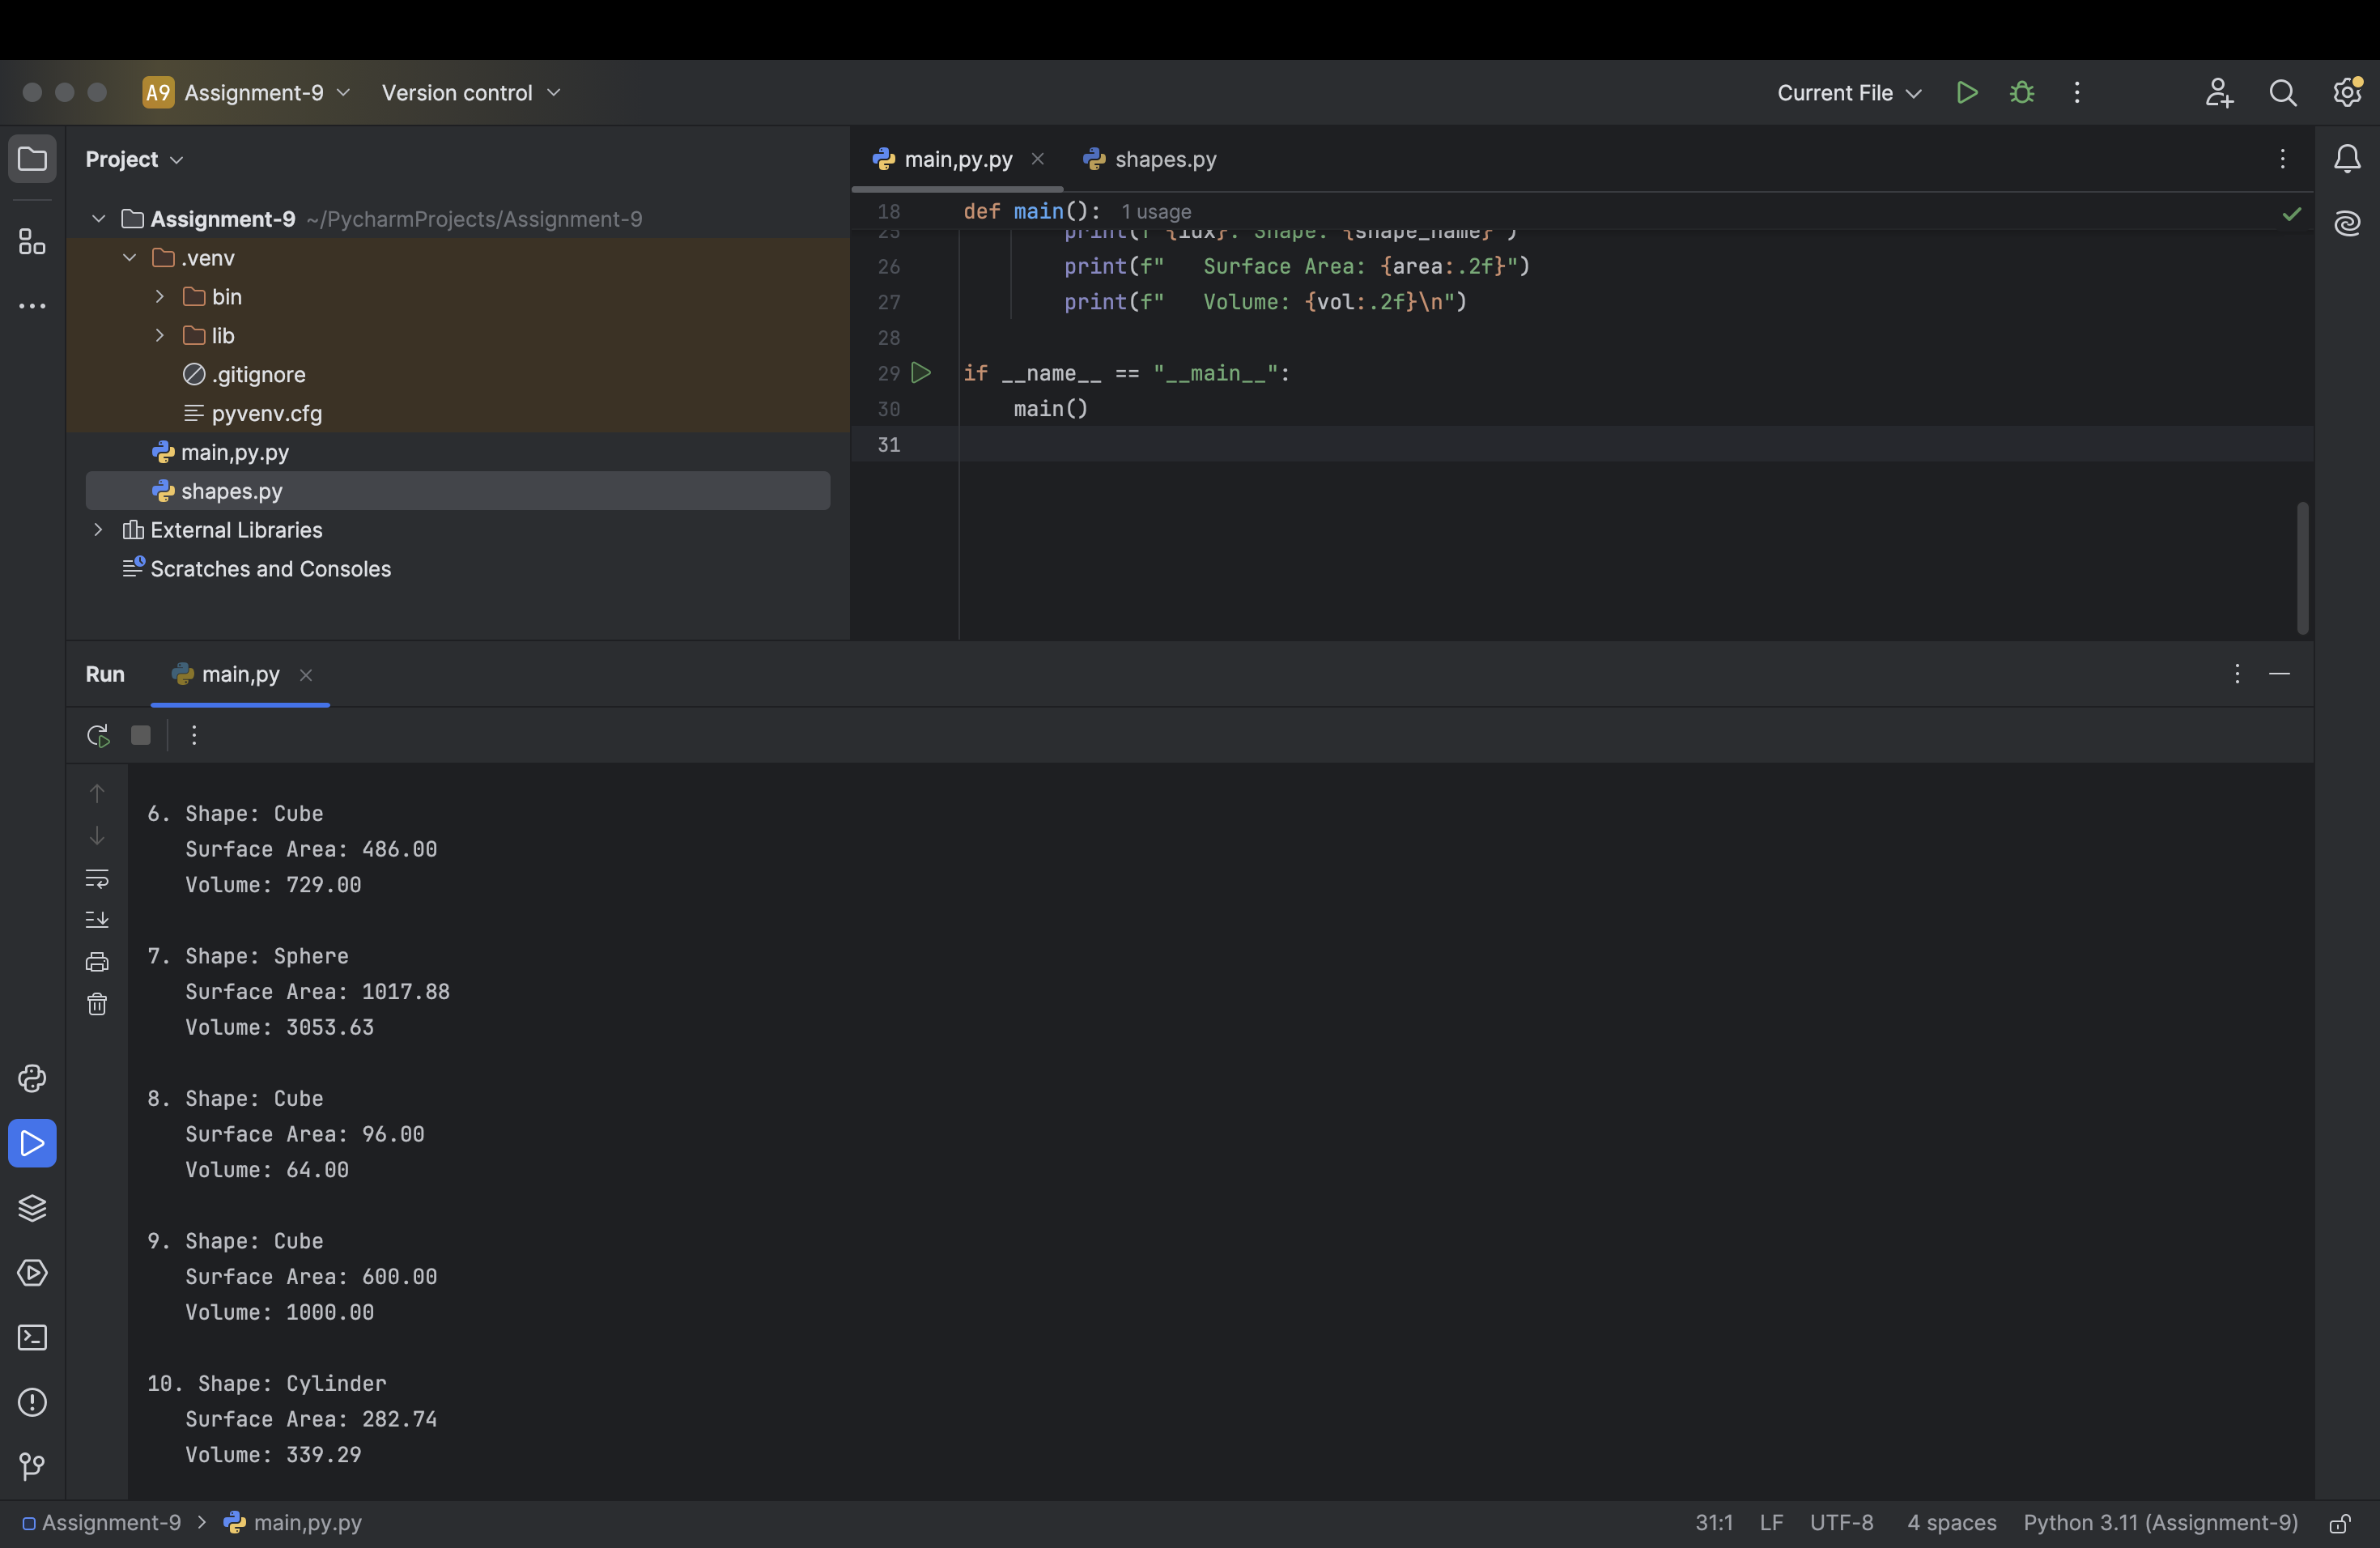 A9 Assignment-9 Version control Current File
Project
Assignment-9 ~/PycharmProjects/Assignment-9
.venv
bin
lib
.gitignore
pyvenv.cfg
main,py.py
shapes.py
External Libraries
Scratches and Consoles
main,py.py shapes.py
18 def main(): 1 usage
25 print(f"{idx}. Shape: {shape_name}")
26 print(f"   Surface Area: {area:.2f}")
27 print(f"   Volume: {vol:.2f}\n")
28
29 if __name__ == "__main__":
30 main()
31
Run main,py
6. Shape: Cube
Surface Area: 486.00
Volume: 729.00
7. Shape: Sphere
Surface Area: 1017.88
Volume: 3053.63
8. Shape: Cube
Surface Area: 96.00
Volume: 64.00
9. Shape: Cube
Surface Area: 600.00
Volume: 1000.00
10. Shape: Cylinder
Surface Area: 282.74
Volume: 339.29
Assignment-9 > main,py.py 31:1 LF UTF-8 4 spaces Python 3.11 (Assignment-9)